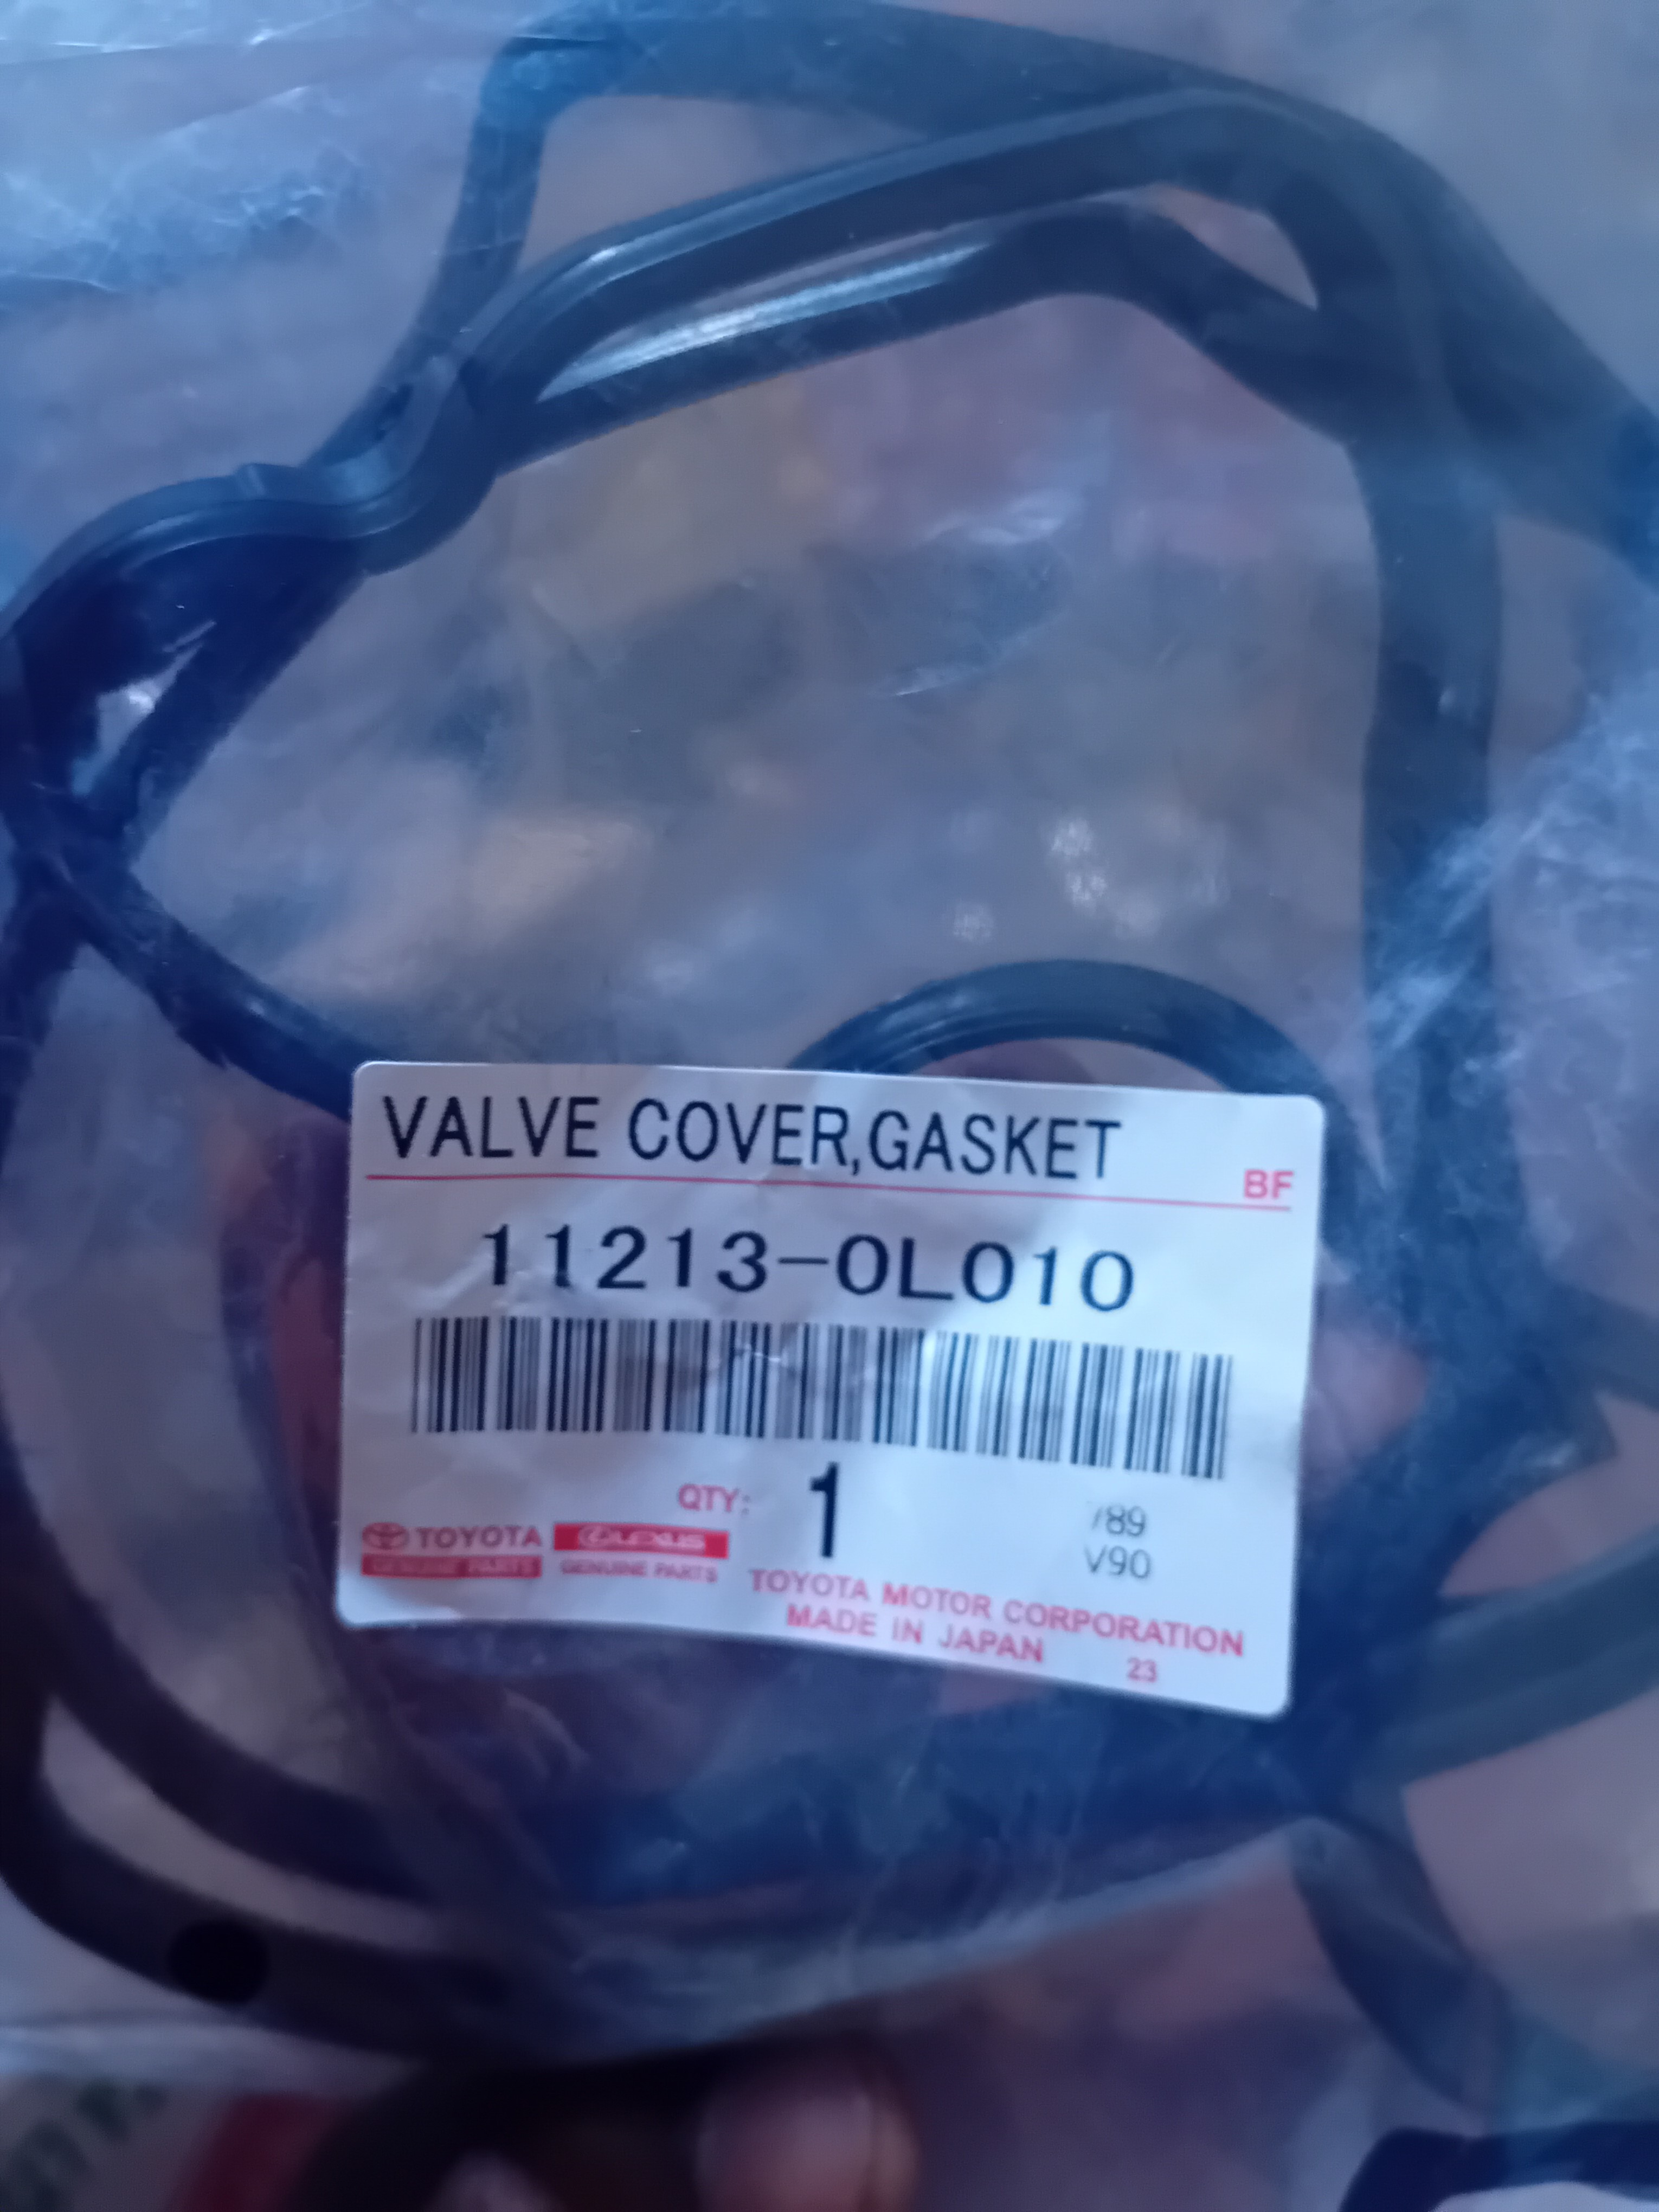 VALVE COVER,GASKET
BF
11213-0L010
QTY: 1
789
V90
TOYOTA LEXUS
GENUINE PARTS GENUINE PARTS
TOYOTA MOTOR CORPORATION
MADE IN JAPAN 23